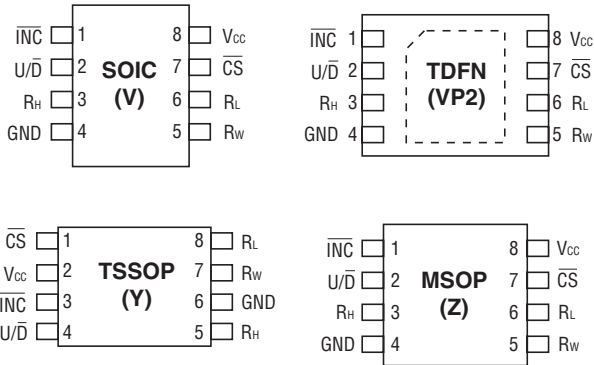 INC 1 8 VCC
U/D 2 SOIC 7 CS
RH 3 (V) 6 RL
GND 4 5 RW
INC 1 8 VCC
U/D 2 TDFN 7 CS
RH 3 (VP2) 6 RL
GND 4 5 RW
CS 1 8 RL
VCC 2 TSSOP 7 RW
INC 3 (Y) 6 GND
U/D 4 5 RH
INC 1 8 VCC
U/D 2 MSOP 7 CS
RH 3 (Z) 6 RL
GND 4 5 RW